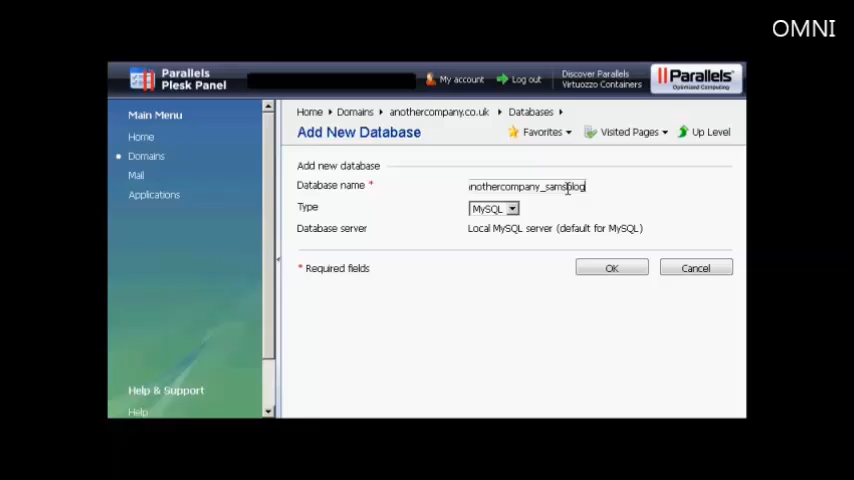 OMNI
Parallels Plesk Panel
My account
Log out
Discover Parallels Virtuozzo Containers
Parallels®
Optimized Computing
Main Menu
Home
Domains
Mail
Applications
Help & Support
Help
Home Domains anothercompany.co.uk Databases
Add New Database
Favorites Visited Pages Up Level
Add new database
Database name * nothercompany_samsblog
Type MySQL
Database server Local MySQL server (default for MySQL)
* Required fields OK Cancel